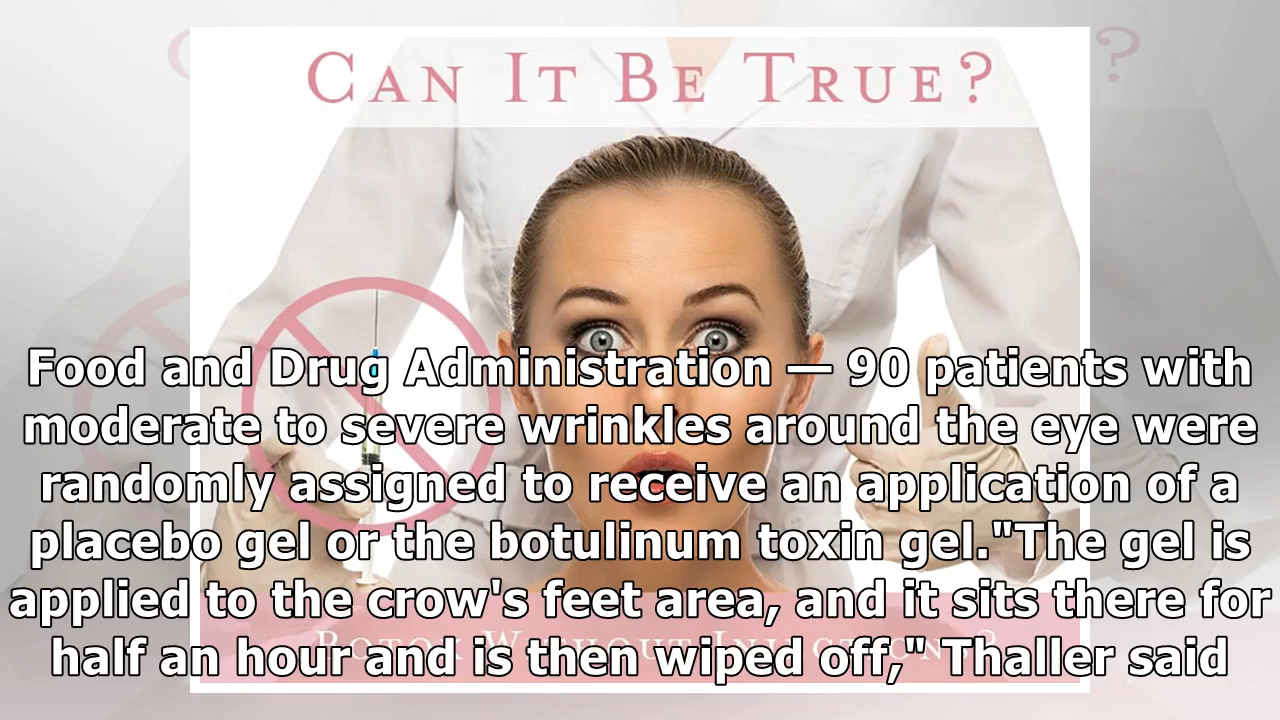 CAN IT BE TRUE?
?
Food and Drug Administration — 90 patients with
moderate to severe wrinkles around the eye were
randomly assigned to receive an application of a
placebo gel or the botulinum toxin gel."The gel is
applied to the crow's feet area, and it sits there for
half an hour and is then wiped off," Thaller said
BOTOX WITHOUT INJECTIONS?